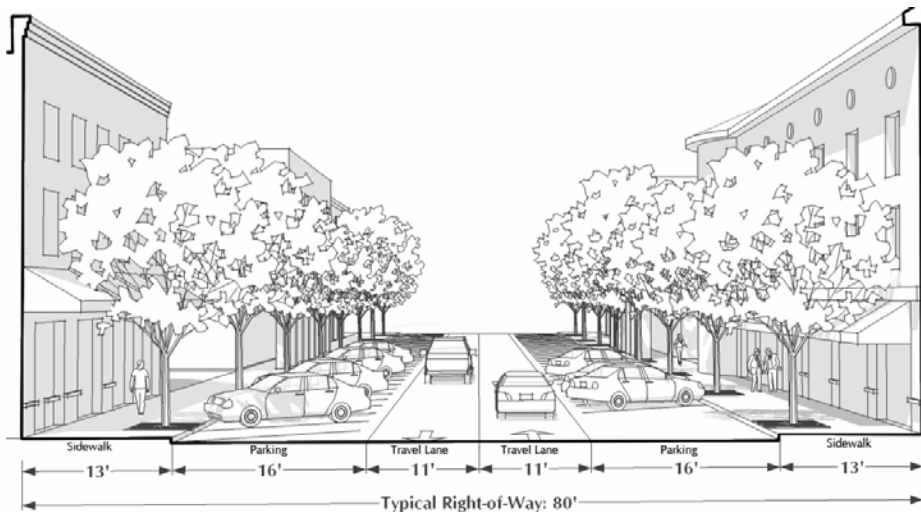 Sidewalk Parking Travel Lane Travel Lane Parking Sidewalk
13' 16' 11' 11' 16' 13'
Typical Right-of-Way: 80'